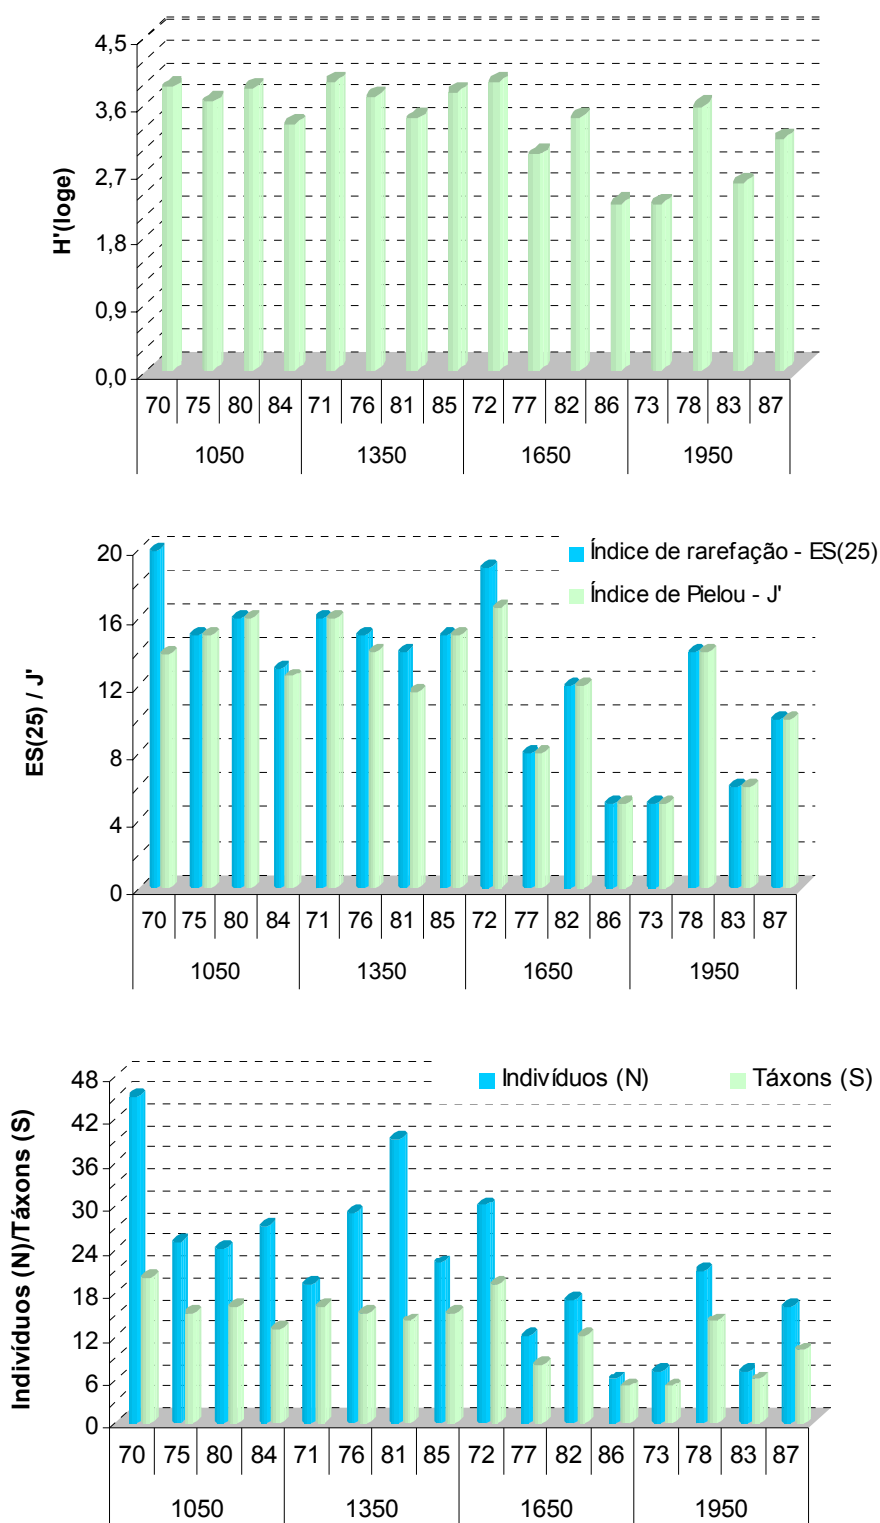 4,5
3,6
2,7
1,8
0,9
0,0
H'(loge)
70 75 80 84 71 76 81 85 72 77 82 86 73 78 83 87
1050 1350 1650 1950
20
16
12
8
4
0
ES(25) / J'
Índice de rarefação - ES(25)
Índice de Pielou - J'
70 75 80 84 71 76 81 85 72 77 82 86 73 78 83 87
1050 1350 1650 1950
48
42
36
30
24
18
12
6
0
Indivíduos (N)/Táxons (S)
Indivíduos (N) Táxons (S)
70 75 80 84 71 76 81 85 72 77 82 86 73 78 83 87
1050 1350 1650 1950